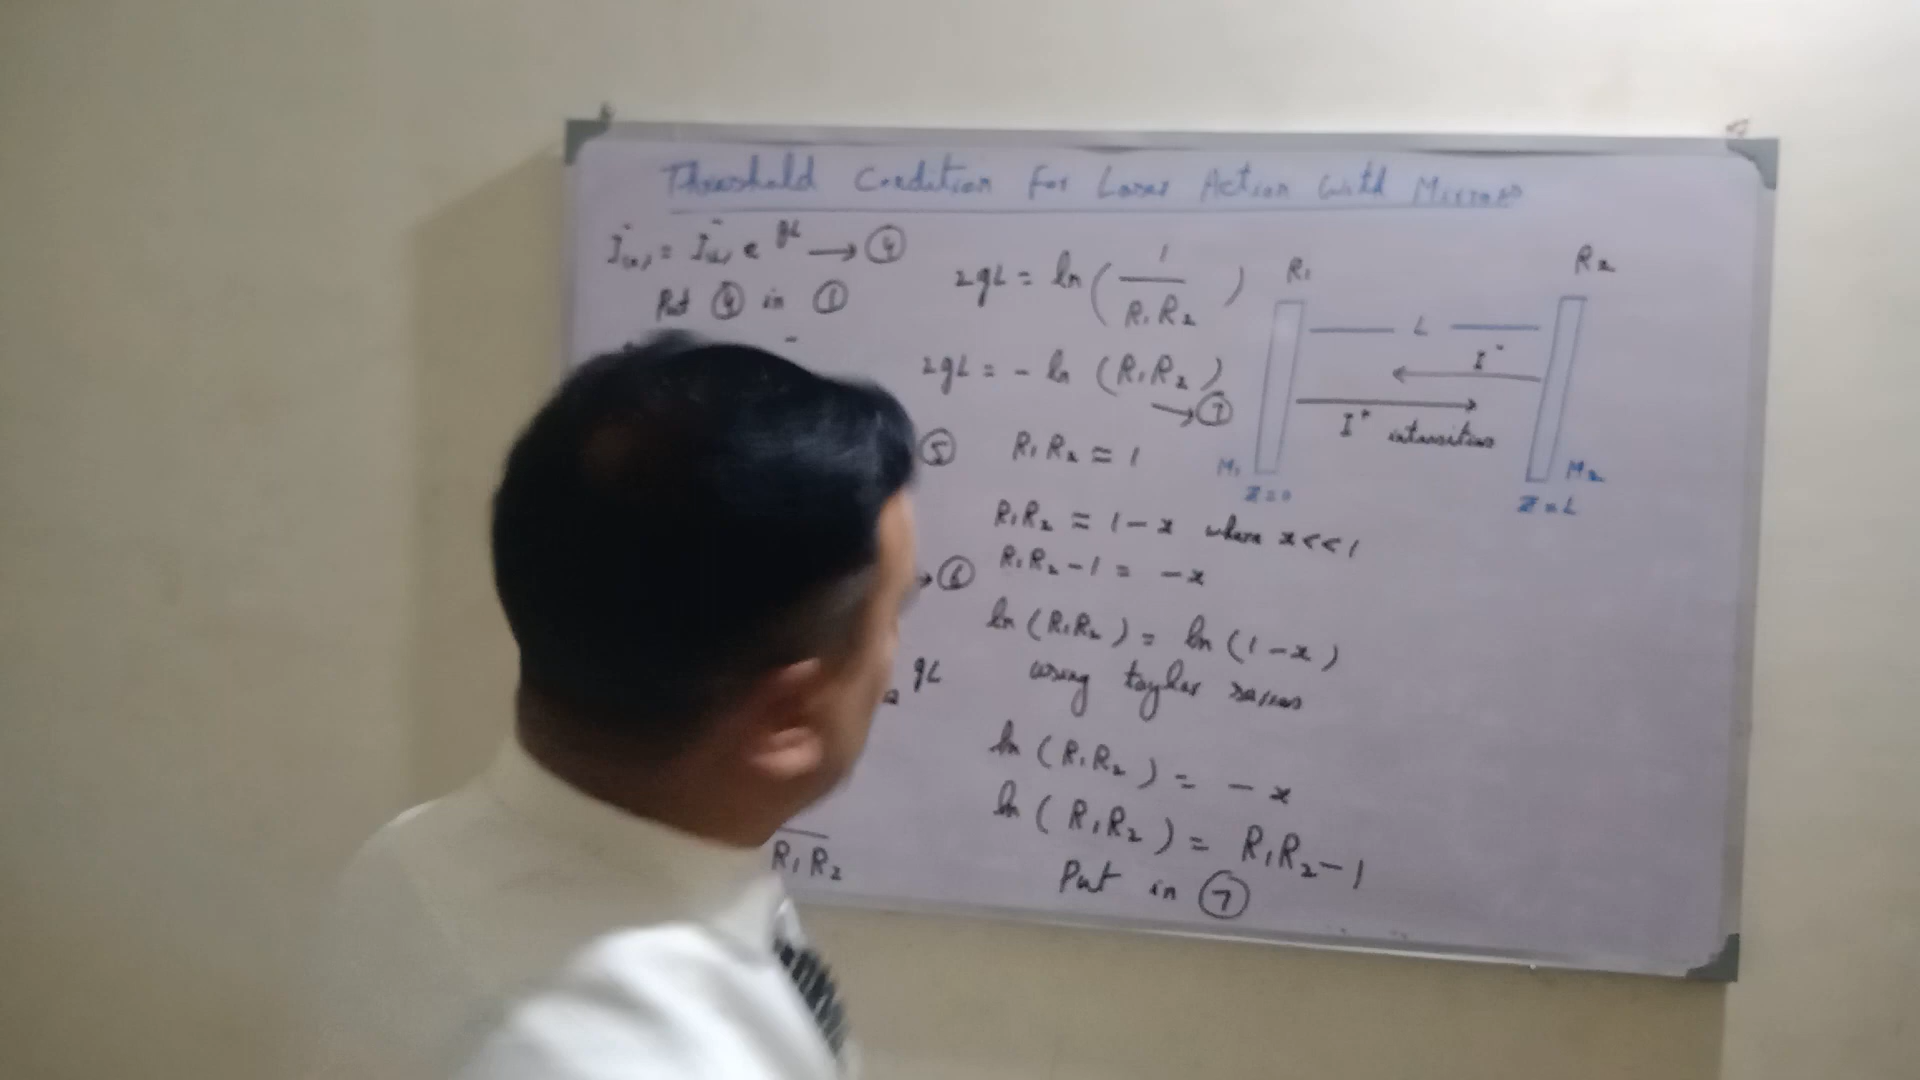 Threshold Condition For Laser Action with Mirrors
I⁻(0) = I⁻(L) e^gL → ④
Put ④ in ①
R₁R₂
2gL = ln (1/R₁R₂)
2gL = - ln (R₁R₂)
→ ⑦
⑤
R₁R₂ ≈ 1
R₁R₂ ≈ 1 - x where x << 1
→ ⑥
R₁R₂ - 1 = - x
ln (R₁R₂) = ln (1 - x)
gL
using taylor series
ln (R₁R₂) = - x
ln (R₁R₂) = R₁R₂ - 1
Put in ⑦
R₁
R₂
L
I⁻
I⁺ intensities
M₁
M₂
Z = 0
Z = L